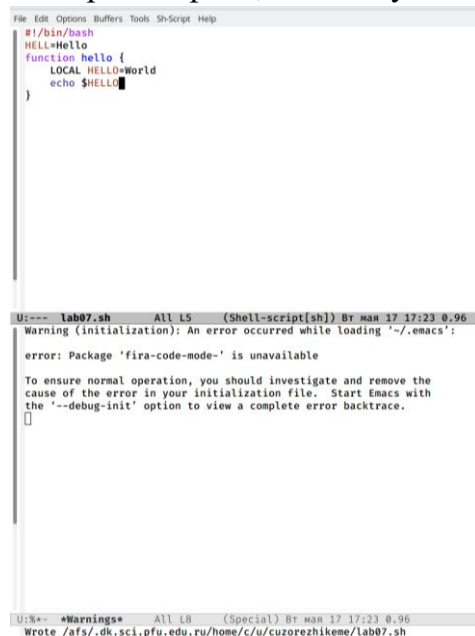 File Edit Options Buffers Tools Sh-Script Help
#!/bin/bash
HELL=Hello
function hello {
    LOCAL HELLO=World
    echo $HELLO
}
U:--- lab07.sh All L5 (Shell-script[sh]) Вт мая 17 17:23 0.96
Warning (initialization): An error occurred while loading ‘~/.emacs’:
error: Package ‘fira-code-mode-’ is unavailable
To ensure normal operation, you should investigate and remove the
cause of the error in your initialization file. Start Emacs with
the ‘--debug-init’ option to view a complete error backtrace.
U:%*- *Warnings* All L8 (Special) Вт мая 17 17:23 0.96
Wrote /afs/.dk.sci.pfu.edu.ru/home/c/u/cuzorezhikeme/lab07.sh